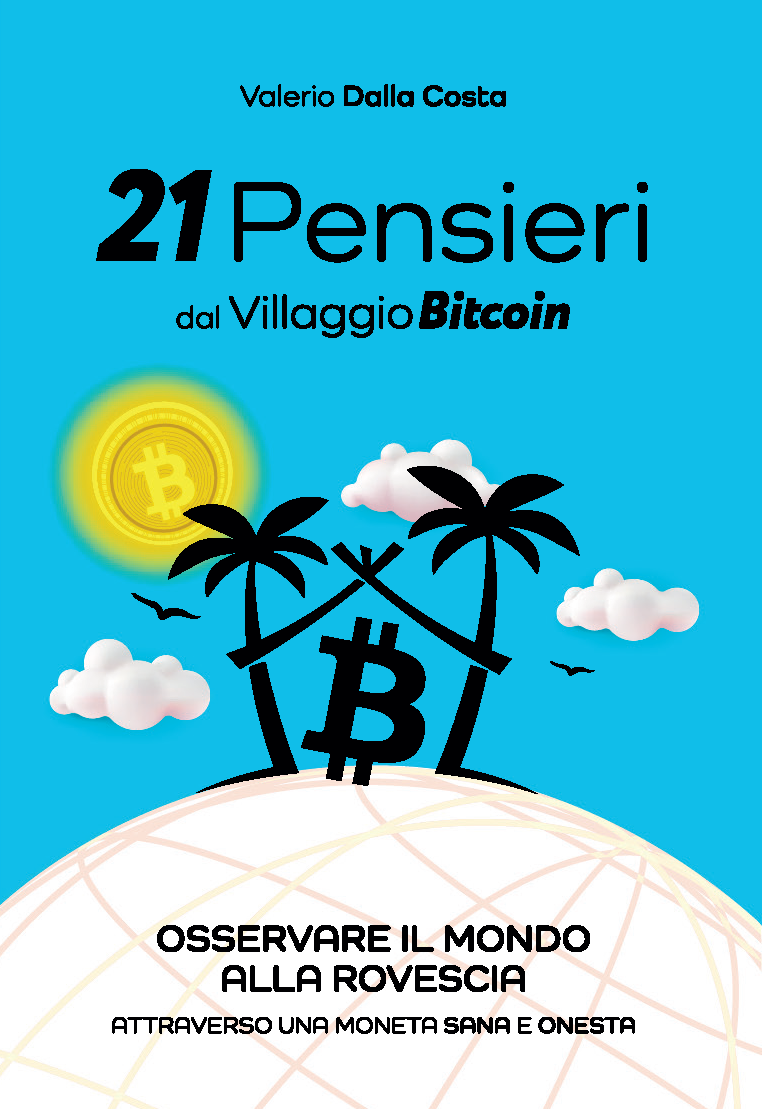 Valerio Dalla Costa
21 Pensieri
dal Villaggio Bitcoin
OSSERVARE IL MONDO
ALLA ROVESCIA
ATTRAVERSO UNA MONETA SANA E ONESTA